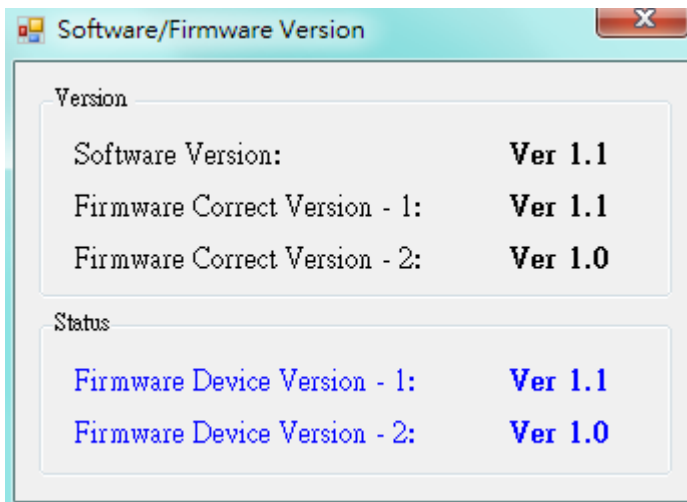 Software/Firmware Version
Version
Software Version: Ver 1.1
Firmware Correct Version - 1: Ver 1.1
Firmware Correct Version - 2: Ver 1.0
Status
Firmware Device Version - 1: Ver 1.1
Firmware Device Version - 2: Ver 1.0